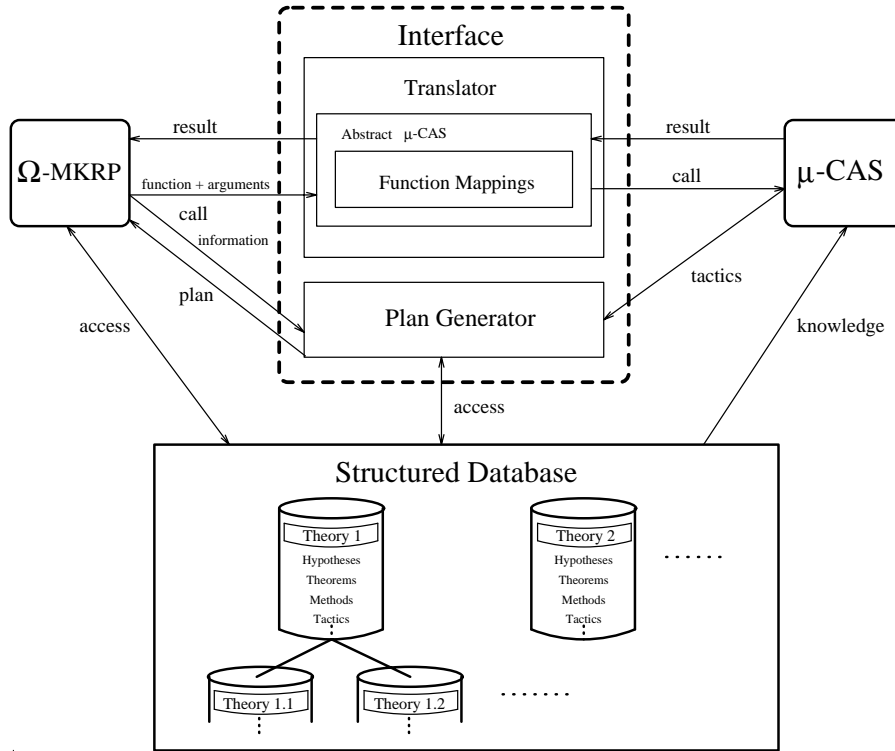 Interface
Translator
result
Abstract μ-CAS
result
Ω-MKRP
function + arguments
Function Mappings
call
μ-CAS
call
information
plan
Plan Generator
tactics
access
knowledge
access
Structured Database
Theory 1
Hypotheses
Theorems
Methods
Tactics
Theory 2
Hypotheses
Theorems
Methods
Tactics
Theory 1.1
Theory 1.2